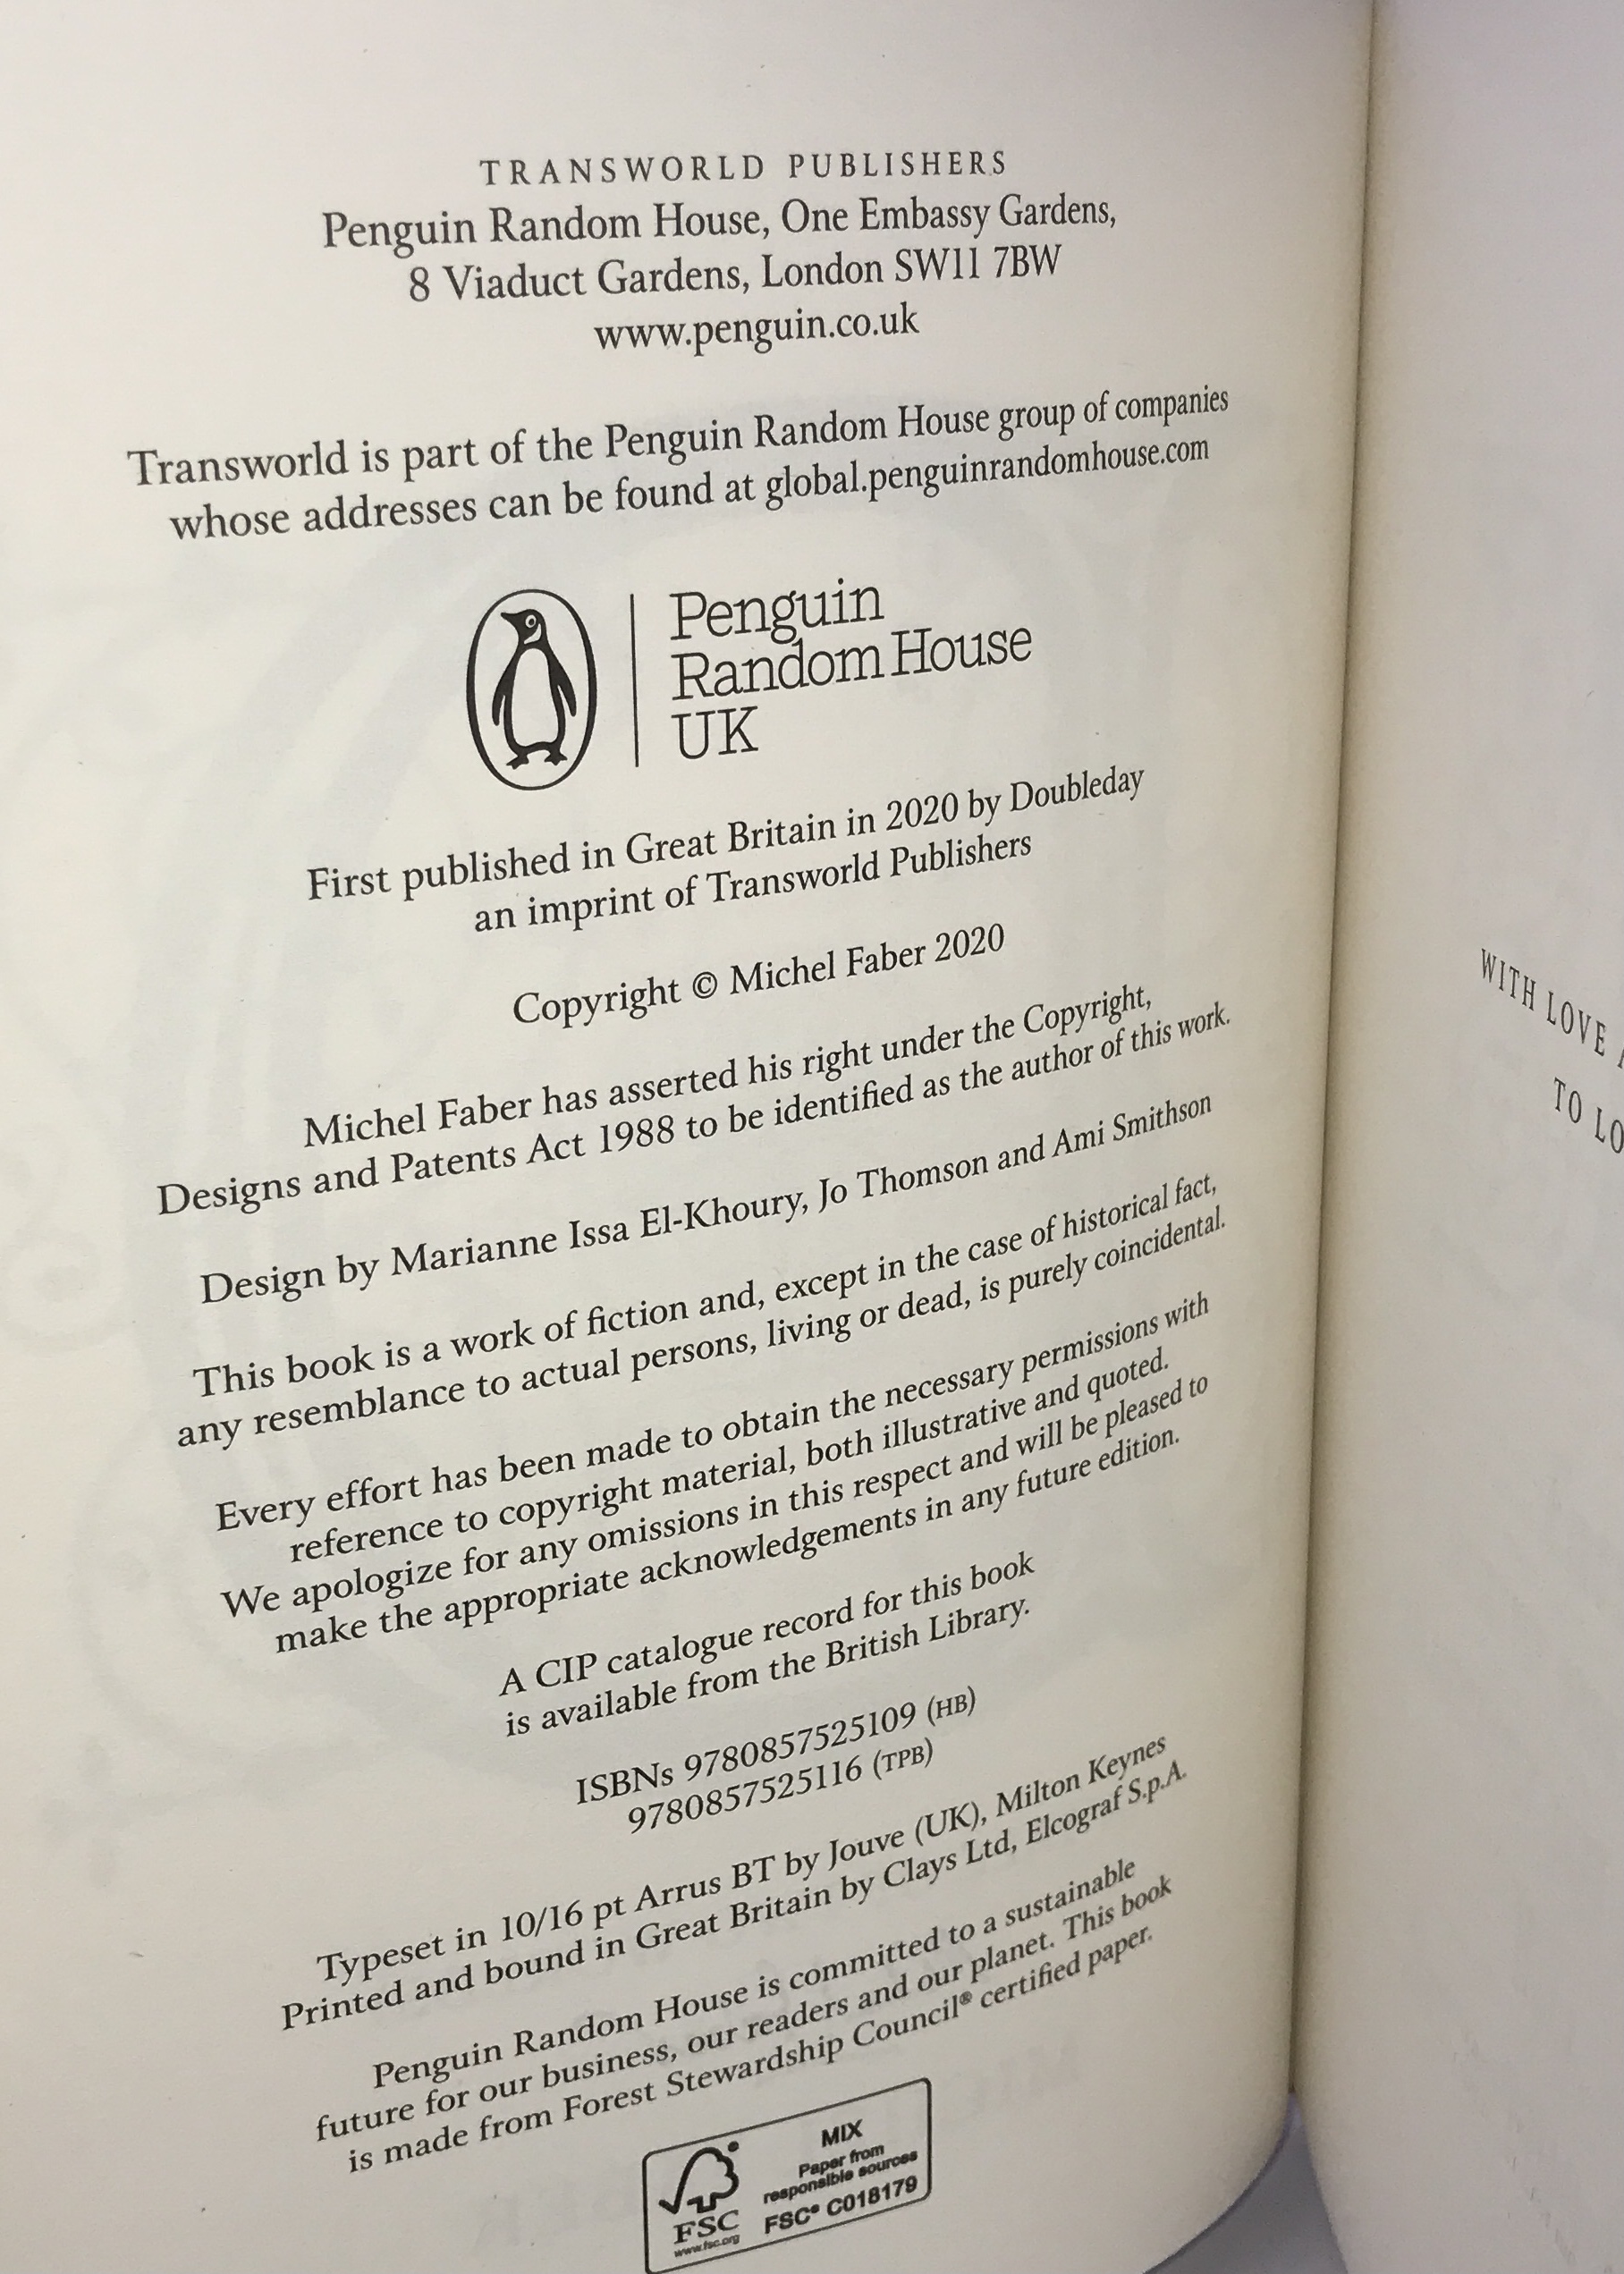 TRANSWORLD PUBLISHERS
Penguin Random House, One Embassy Gardens,
8 Viaduct Gardens, London SW11 7BW
www.penguin.co.uk
Transworld is part of the Penguin Random House group of companies
whose addresses can be found at global.penguinrandomhouse.com
Penguin
Random House
UK
First published in Great Britain in 2020 by Doubleday
an imprint of Transworld Publishers
Copyright © Michel Faber 2020
Michel Faber has asserted his right under the Copyright,
Designs and Patents Act 1988 to be identified as the author of this work.
Design by Marianne Issa El-Khoury, Jo Thomson and Ami Smithson
This book is a work of fiction and, except in the case of historical fact,
any resemblance to actual persons, living or dead, is purely coincidental.
Every effort has been made to obtain the necessary permissions with
reference to copyright material, both illustrative and quoted.
We apologize for any omissions in this respect and will be pleased to
make the appropriate acknowledgements in any future edition.
A CIP catalogue record for this book
is available from the British Library.
ISBNs 9780857525109 (HB)
9780857525116 (TPB)
Typeset in 10/16 pt Arrus BT by Jouve (UK), Milton Keynes
Printed and bound in Great Britain by Clays Ltd, Elcograf S.p.A.
Penguin Random House is committed to a sustainable
future for our business, our readers and our planet. This book
is made from Forest Stewardship Council® certified paper.
FSC
www.fsc.org
MIX
Paper from
responsible sources
FSC® C018179
WITH LOVE
TO